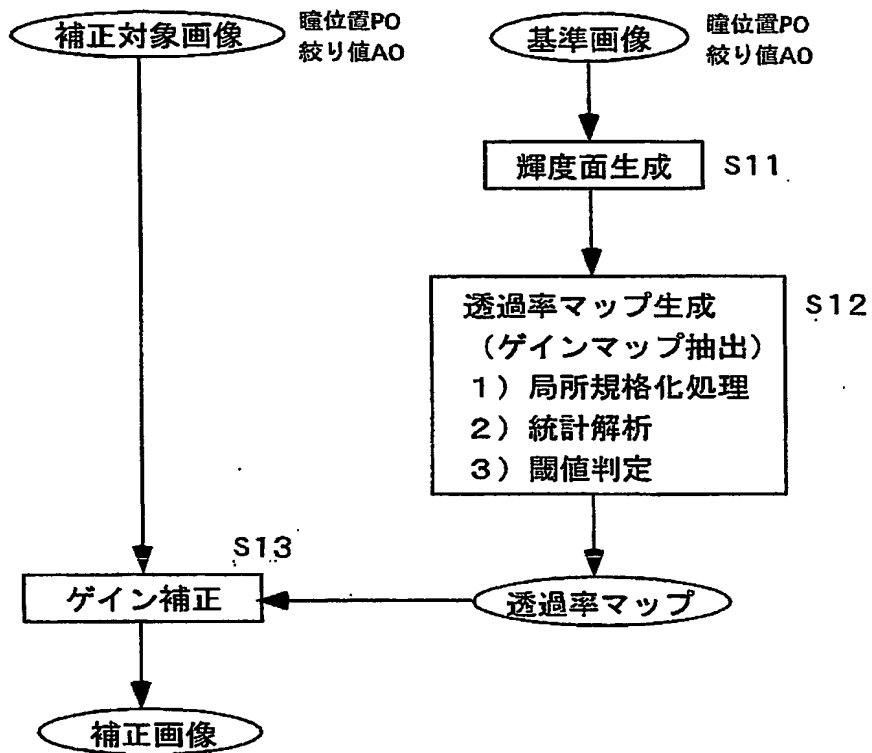 補正対象画像
瞳位置P0
絞り値A0
基準画像
瞳位置P0
絞り値A0
輝度面生成
S11
透過率マップ生成
(ゲインマップ抽出)
1)局所規格化処理
2)統計解析
3)閾値判定
S12
S13
ゲイン補正
透過率マップ
補正画像